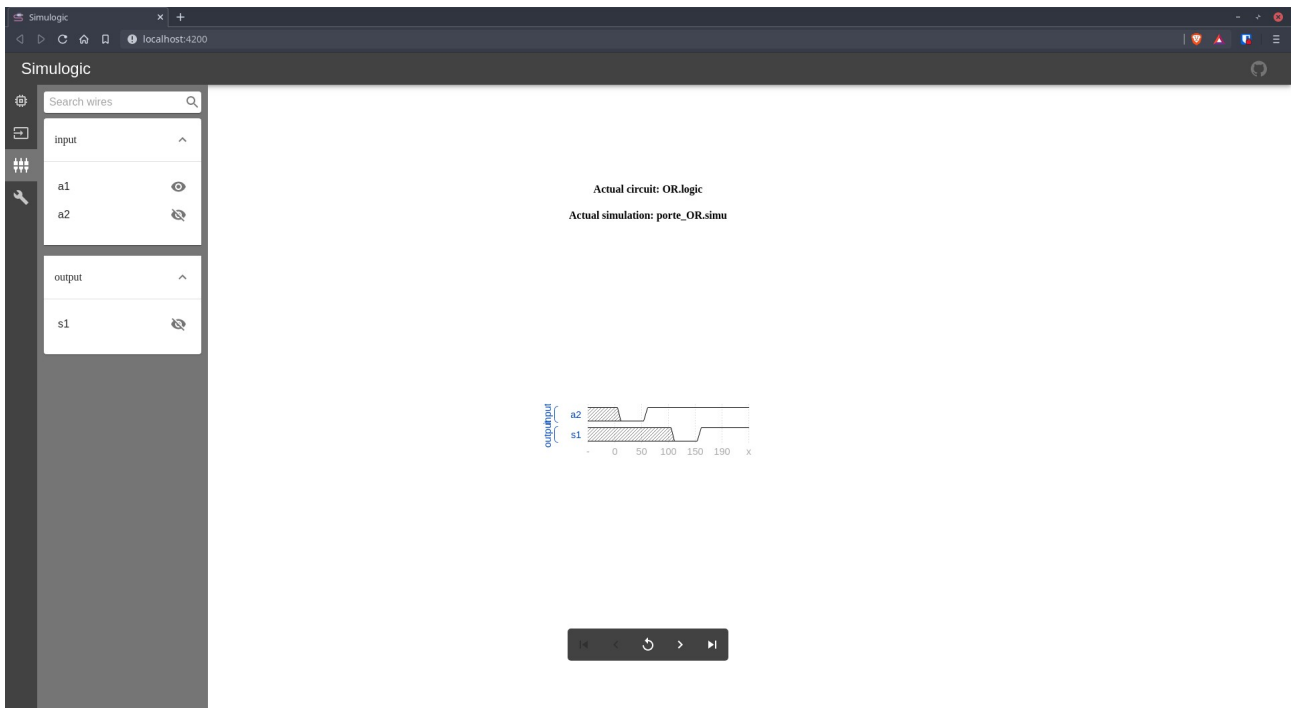 Simulogic
localhost:4200
Simulogic
Search wires
input
a1
a2
output
s1
Actual circuit: OR.logic
Actual simulation: porte_OR.simu
input
a2
output
s1
- 0 50 100 150 190 x